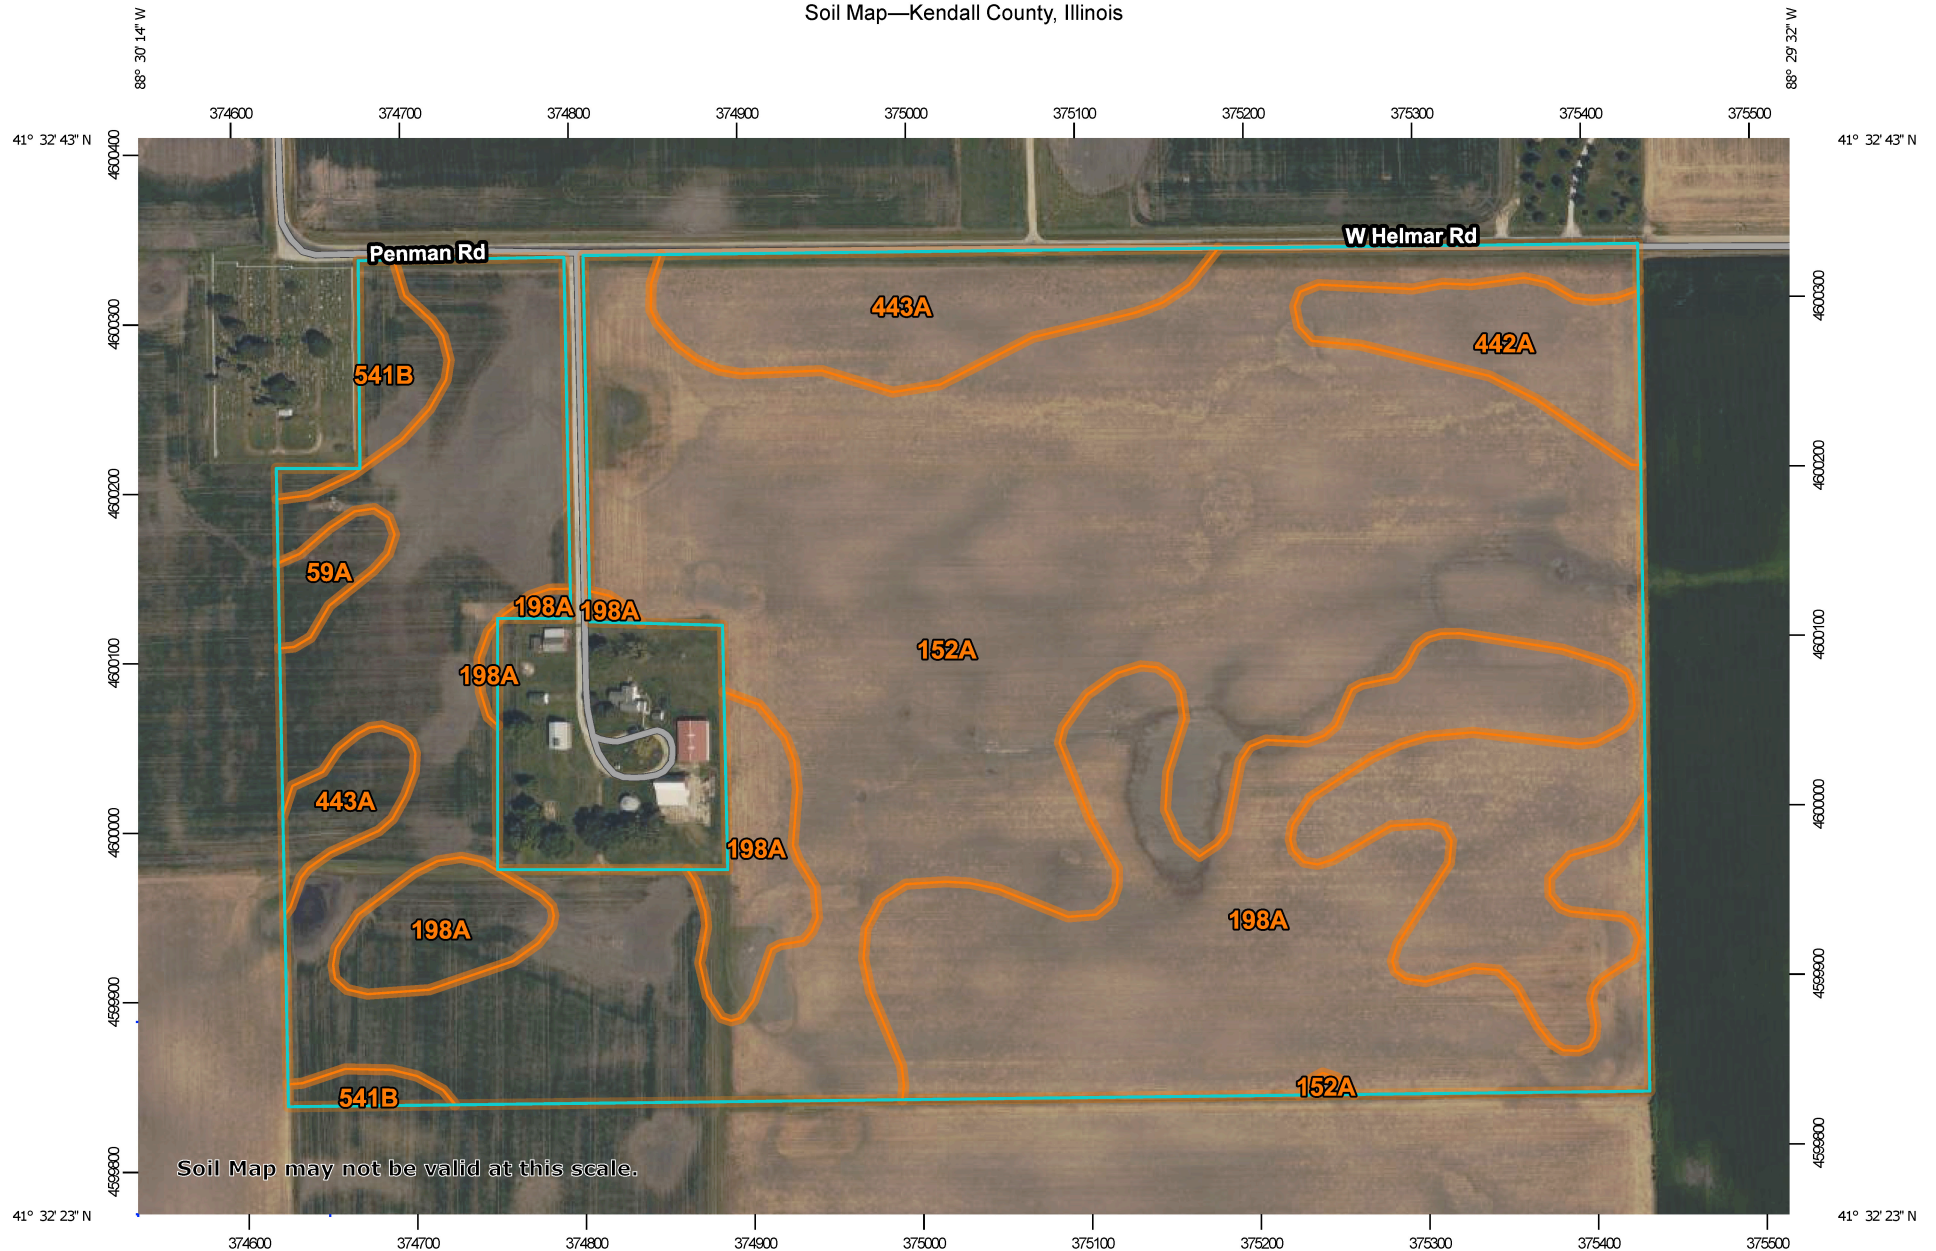 Soil Map—Kendall County, Illinois
88° 30' 14" W
88° 29' 32" W
374600 374700 374800 374900 375000 375100 375200 375300 375400 375500
41° 32' 43" N
41° 32' 43" N
4600400
4600300
4600200
4600100
4600000
4599900
4599800
4600300
4600200
4600100
4600000
4599900
4599800
Penman Rd
W Helmar Rd
443A
442A
541B
59A
198A
198A
152A
198A
443A
198A
198A
198A
152A
541B
Soil Map may not be valid at this scale.
41° 32' 23" N
41° 32' 23" N
374600 374700 374800 374900 375000 375100 375200 375300 375400 375500